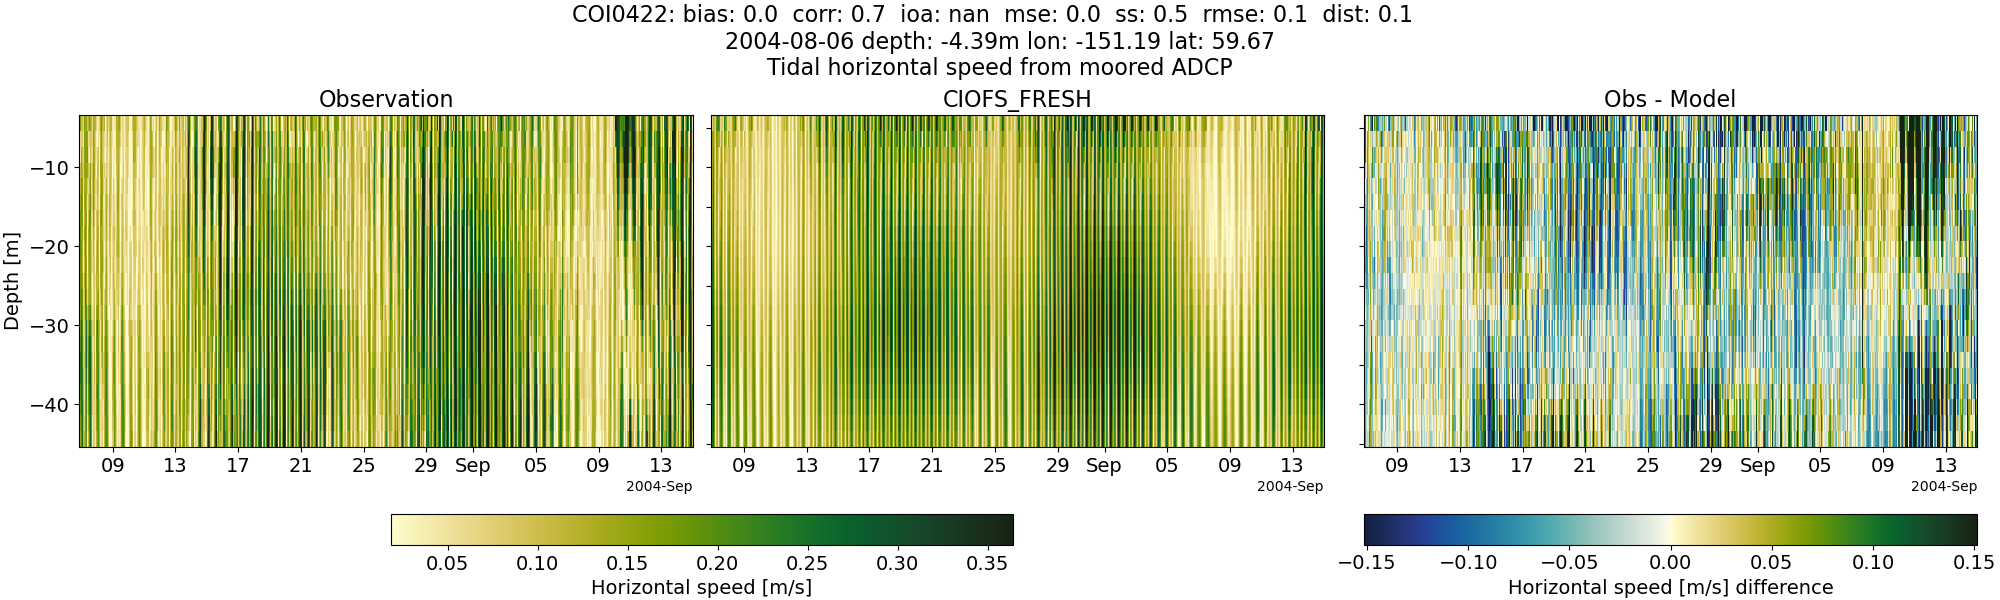 COI0422: bias: 0.0 corr: 0.7 ioa: nan mse: 0.0 ss: 0.5 rmse: 0.1 dist: 0.1
2004-08-06 depth: -4.39m lon: -151.19 lat: 59.67
Tidal horizontal speed from moored ADCP
Observation
CIOFS_FRESH
Obs - Model
Depth [m]
−10
−20
−30
−40
09 13 17 21 25 29 Sep 05 09 13
2004-Sep
09 13 17 21 25 29 Sep 05 09 13
2004-Sep
09 13 17 21 25 29 Sep 05 09 13
2004-Sep
0.05 0.10 0.15 0.20 0.25 0.30 0.35
Horizontal speed [m/s]
−0.15 −0.10 −0.05 0.00 0.05 0.10 0.15
Horizontal speed [m/s] difference